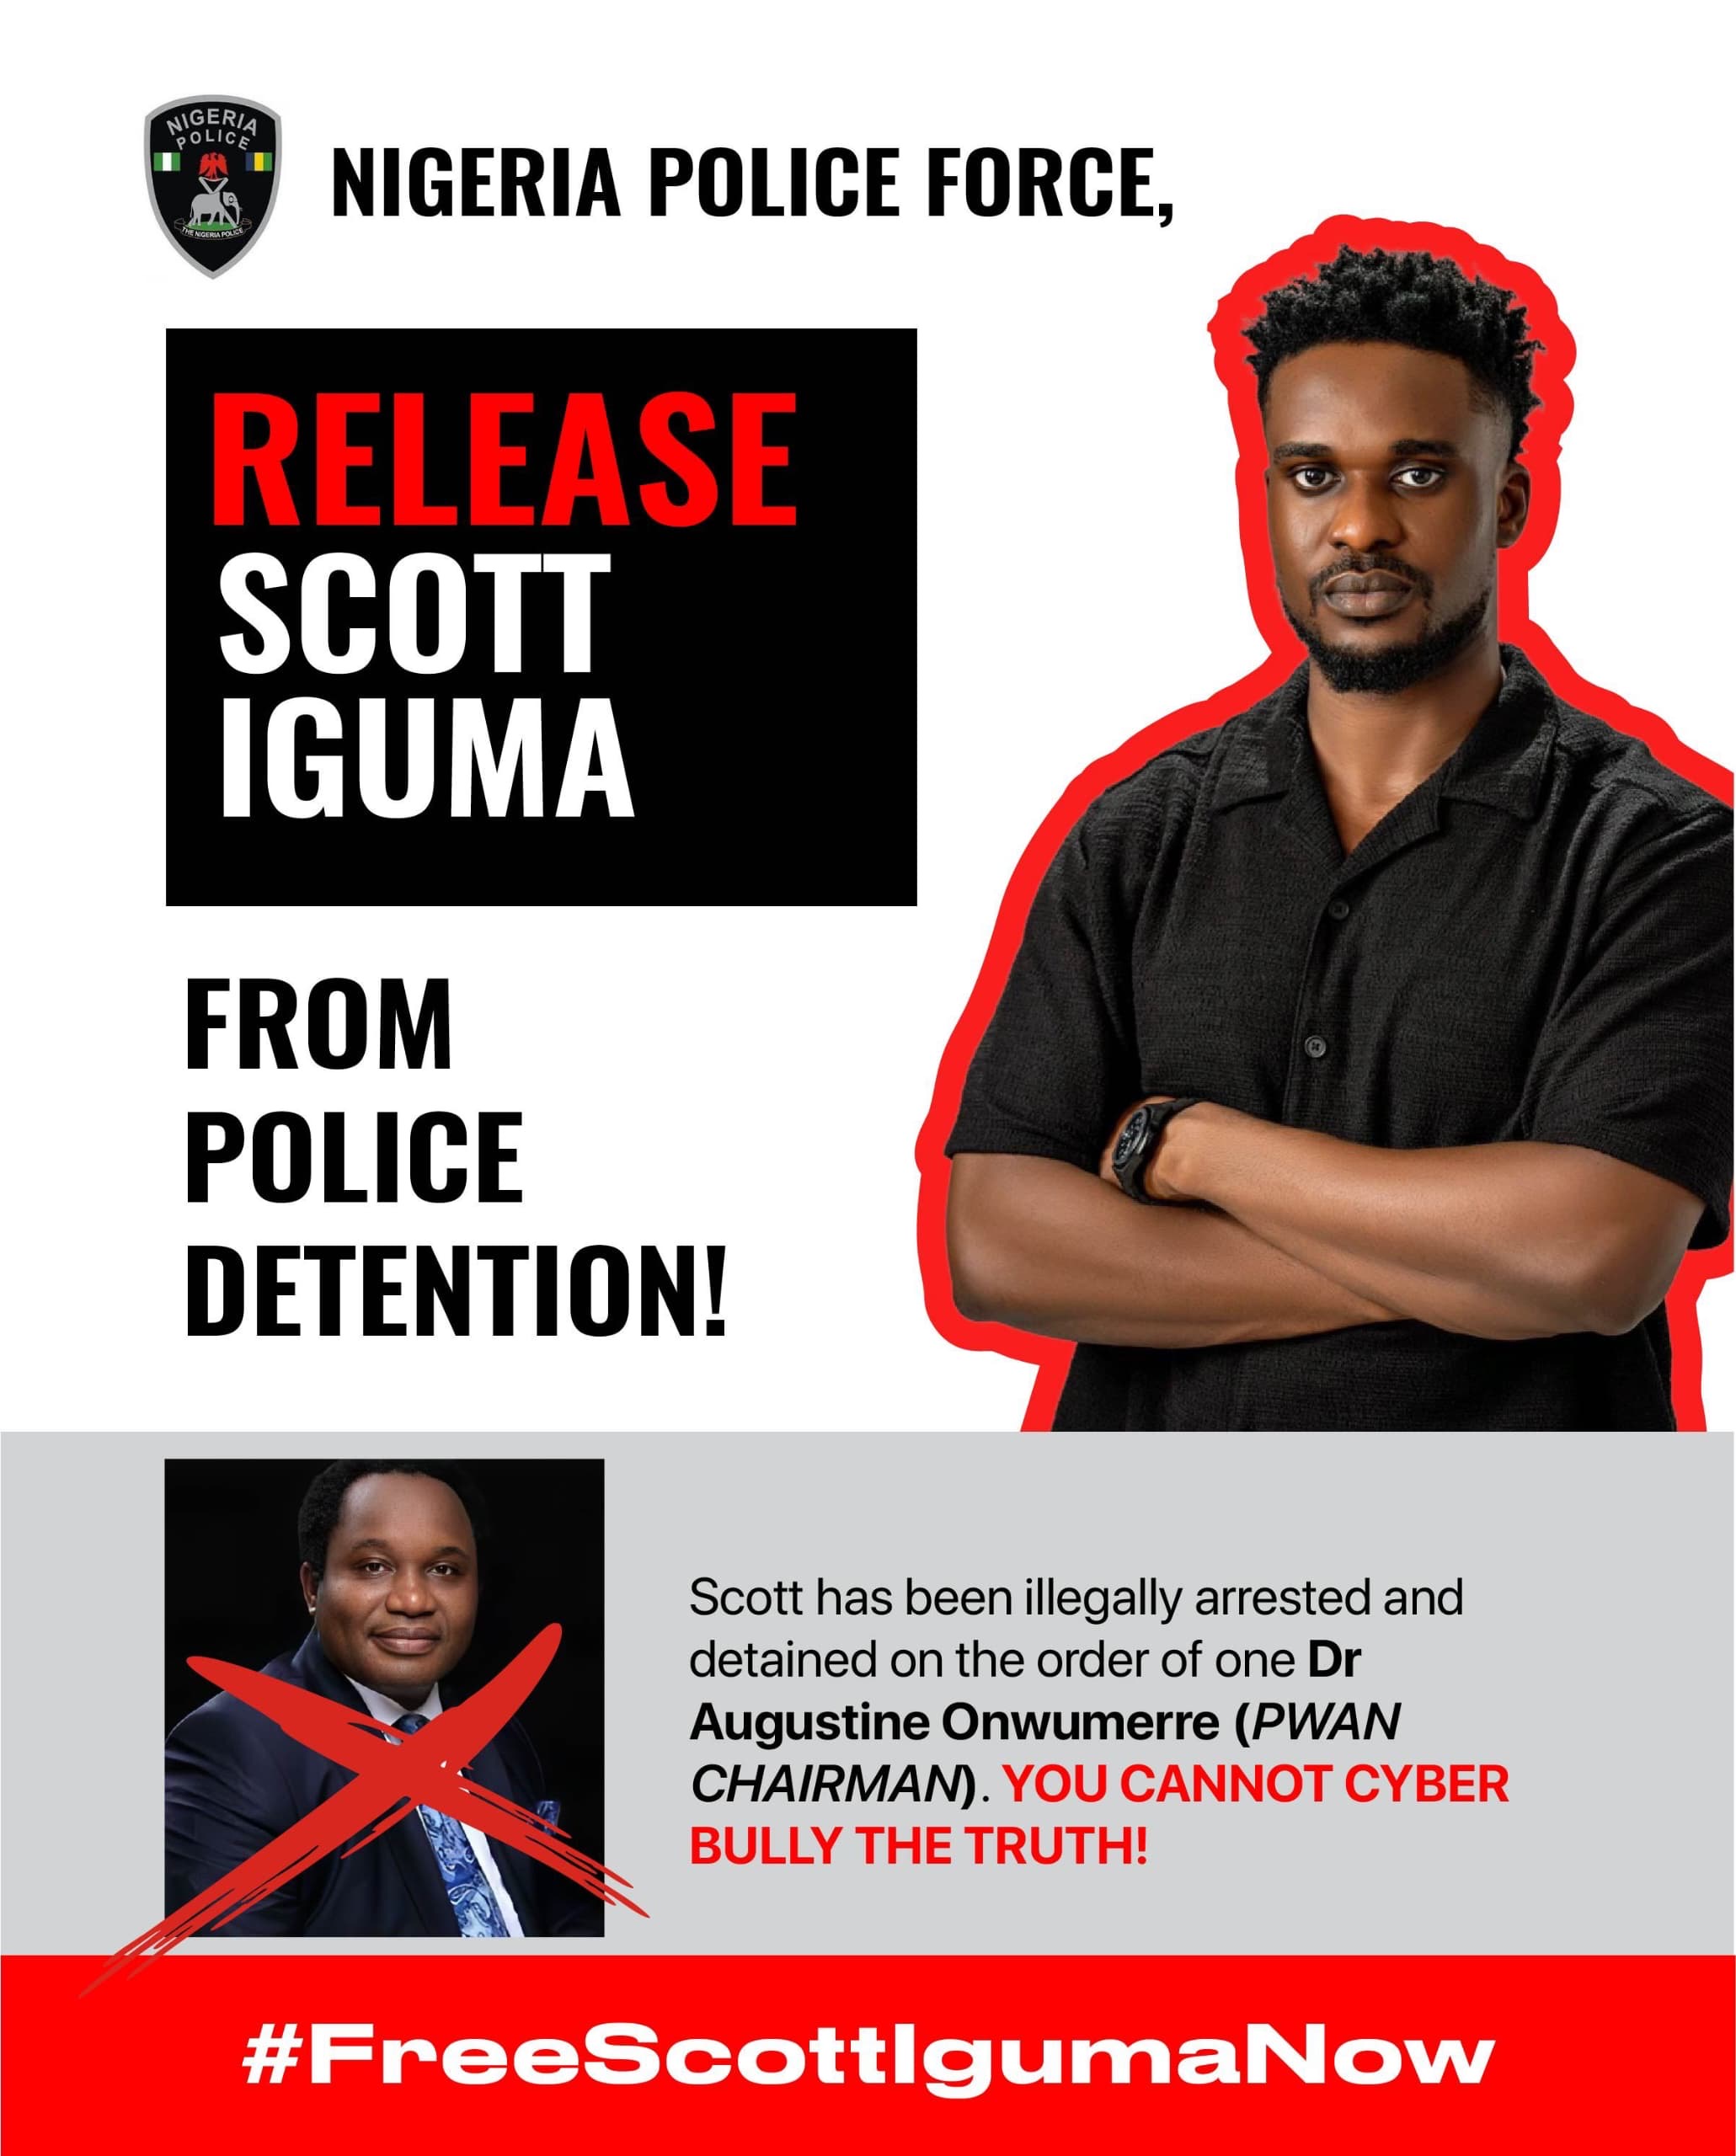 NIGERIA
POLICE
THE NIGERIA POLICE
NIGERIA POLICE FORCE,
RELEASE
SCOTT
IGUMA
FROM
POLICE
DETENTION!
Scott has been illegally arrested and
detained on the order of one Dr
Augustine Onwumerre (PWAN
CHAIRMAN). YOU CANNOT CYBER
BULLY THE TRUTH!
#FreeScottIgumaNow